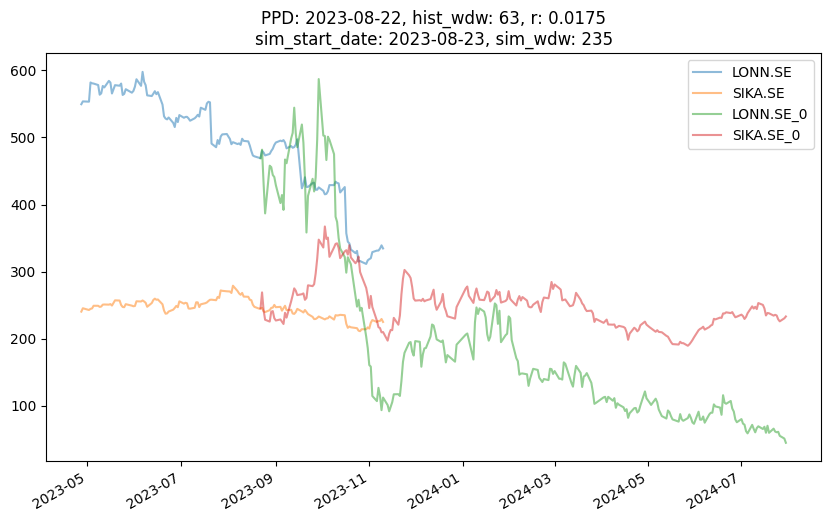 PPD: 2023-08-22, hist_wdw: 63, r: 0.0175
sim_start_date: 2023-08-23, sim_wdw: 235
LONN.SE
SIKA.SE
LONN.SE_0
SIKA.SE_0
600
500
400
300
200
100
2023-05
2023-07
2023-09
2023-11
2024-01
2024-03
2024-05
2024-07